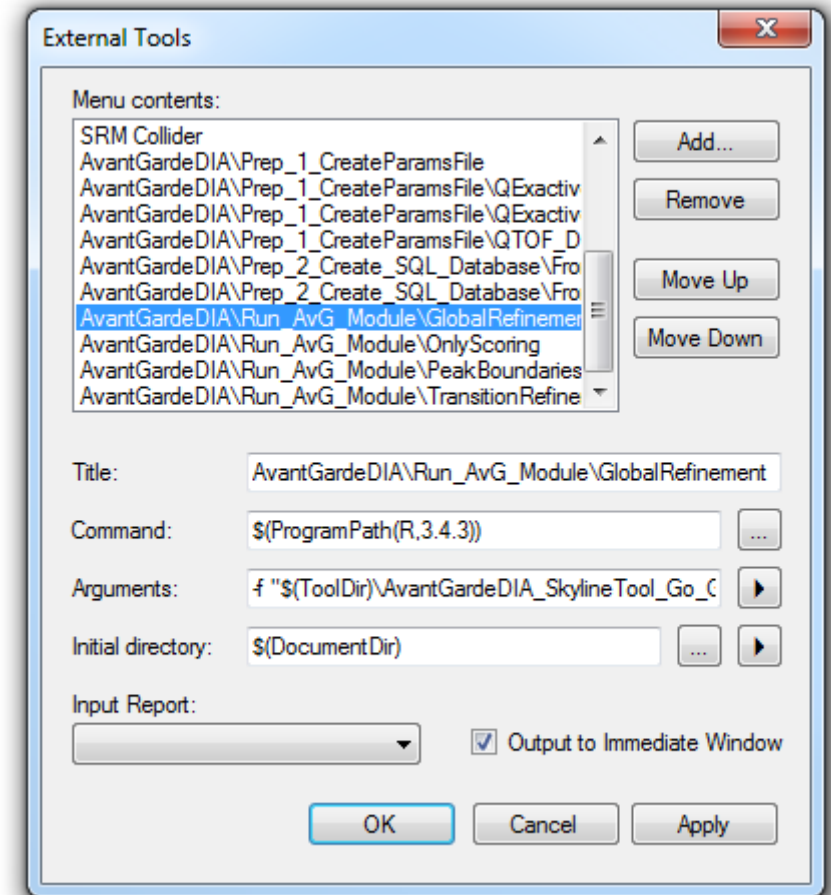 External Tools
Menu contents:
SRM Collider
AvantGardeDIA\Prep_1_CreateParamsFile
AvantGardeDIA\Prep_1_CreateParamsFile\QExactiv
AvantGardeDIA\Prep_1_CreateParamsFile\QExactiv
AvantGardeDIA\Prep_1_CreateParamsFile\QTOF_D
AvantGardeDIA\Prep_2_Create_SQL_Database\Fro
AvantGardeDIA\Prep_2_Create_SQL_Database\Fro
AvantGardeDIA\Run_AvG_Module\GlobalRefinemer
AvantGardeDIA\Run_AvG_Module\OnlyScoring
AvantGardeDIA\Run_AvG_Module\PeakBoundaries
AvantGardeDIA\Run_AvG_Module\TransitionRefine
Add...
Remove
Move Up
Move Down
Title: AvantGardeDIA\Run_AvG_Module\GlobalRefinement
Command: $(ProgramPath(R,3.4.3)) ...
Arguments: -f "$(ToolDir)\AvantGardeDIA_SkylineTool_Go_G
Initial directory: $(DocumentDir) ...
Input Report:
Output to Immediate Window
OK Cancel Apply